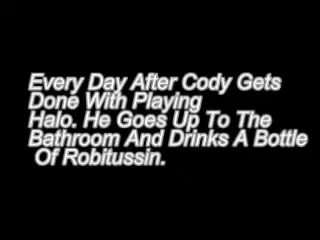 Every Day After Cody Gets
Done With Playing
Halo. He Goes Up To The
Bathroom And Drinks A Bottle
Of Robitussin.